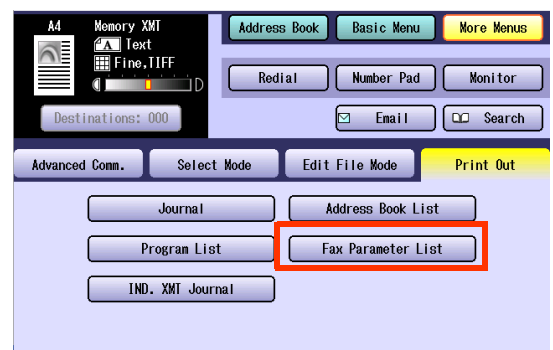 A4 Memory XMT Address Book Basic Menu More Menus
A Text
Fine,TIFF
D Redial Number Pad Monitor
Destinations: 000 Email Search
Advanced Comm. Select Mode Edit File Mode Print Out
Journal Address Book List
Program List Fax Parameter List
IND. XMT Journal